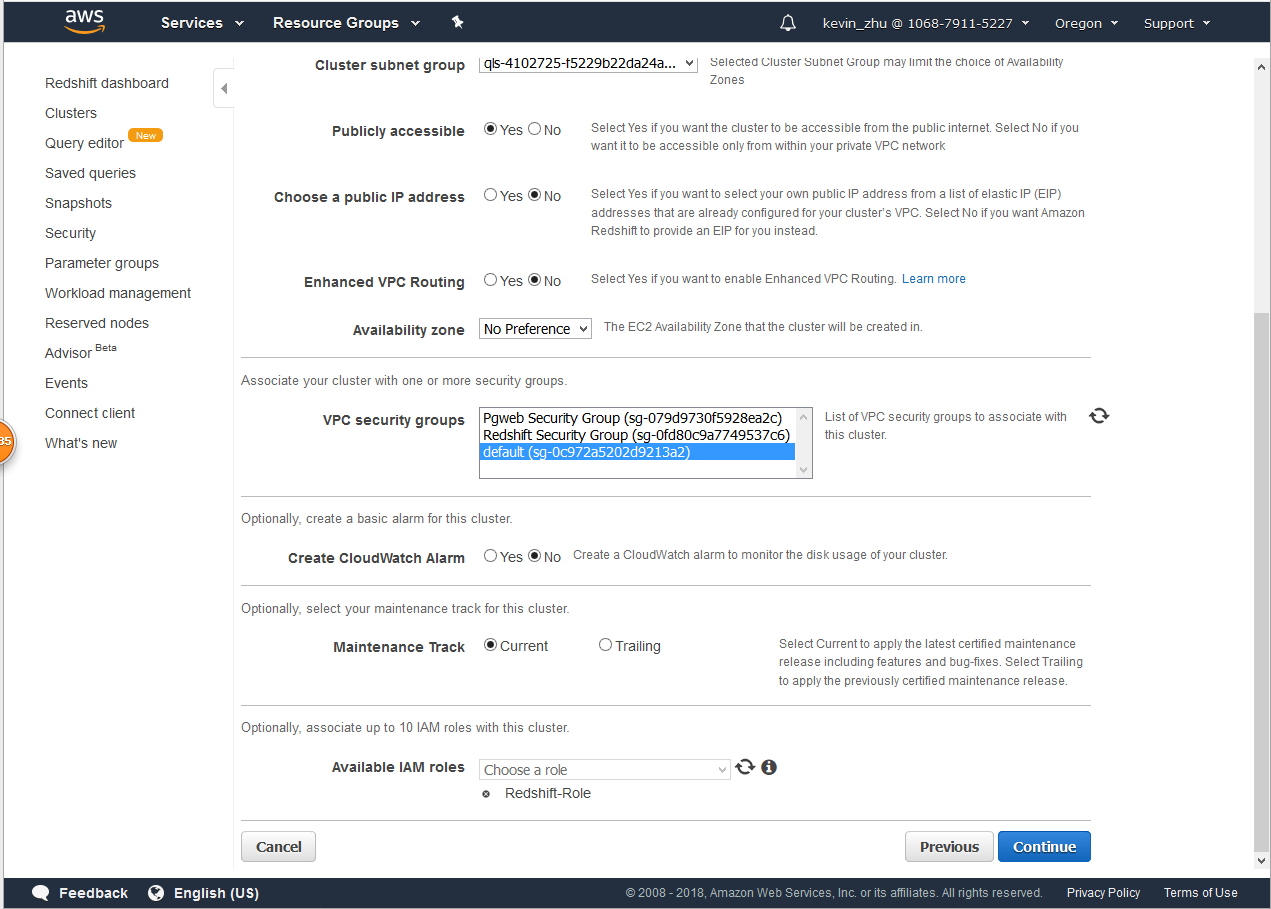 aws
Services
Resource Groups
kevin_zhu @ 1068-7911-5227
Oregon
Support
Redshift dashboard
Clusters
Query editor New
Saved queries
Snapshots
Security
Parameter groups
Workload management
Reserved nodes
Advisor Beta
Events
Connect client
What's new
35
Cluster subnet group
qls-4102725-f5229b22da24a...
Selected Cluster Subnet Group may limit the choice of Availability
Zones
Publicly accessible
Yes No
Select Yes if you want the cluster to be accessible from the public internet. Select No if you
want it to be accessible only from within your private VPC network
Choose a public IP address
Yes No
Select Yes if you want to select your own public IP address from a list of elastic IP (EIP)
addresses that are already configured for your cluster's VPC. Select No if you want Amazon
Redshift to provide an EIP for you instead.
Enhanced VPC Routing
Yes No
Select Yes if you want to enable Enhanced VPC Routing. Learn more
Availability zone
No Preference
The EC2 Availability Zone that the cluster will be created in.
Associate your cluster with one or more security groups.
VPC security groups
Pgweb Security Group (sg-079d9730f5928ea2c)
Redshift Security Group (sg-0fd80c9a7749537c6)
default (sg-0c972a5202d9213a2)
List of VPC security groups to associate with
this cluster.
Optionally, create a basic alarm for this cluster.
Create CloudWatch Alarm
Yes No
Create a CloudWatch alarm to monitor the disk usage of your cluster.
Optionally, select your maintenance track for this cluster.
Maintenance Track
Current Trailing
Select Current to apply the latest certified maintenance
release including features and bug-fixes. Select Trailing
to apply the previously certified maintenance release.
Optionally, associate up to 10 IAM roles with this cluster.
Available IAM roles
Choose a role
Redshift-Role
Cancel
Previous
Continue
Feedback
English (US)
© 2008 - 2018, Amazon Web Services, Inc. or its affiliates. All rights reserved.
Privacy Policy
Terms of Use